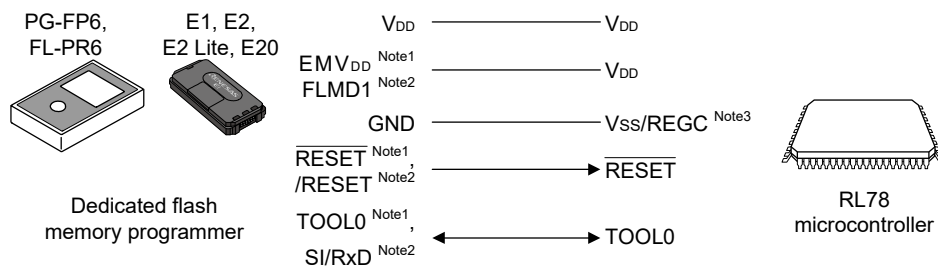 PG-FP6,
FL-PR6
E1, E2,
E2 Lite, E20
Dedicated flash
memory programmer
VDD
VDD
EMVDD Note1
FLMD1 Note2
VDD
GND
VSS/REGC Note3
RESET Note1,
/RESET Note2
RESET
TOOL0 Note1,
SI/RxD Note2
TOOL0
RL78
microcontroller